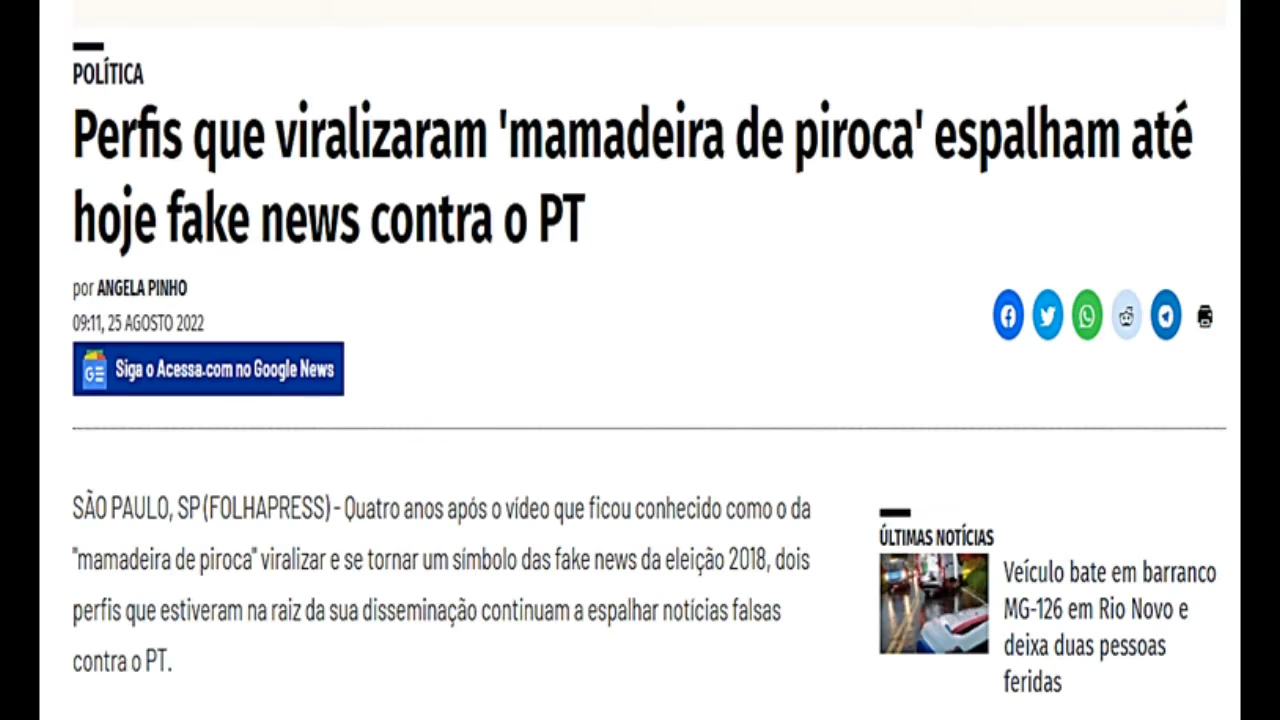 POLÍTICA
Perfis que viralizaram 'mamadeira de piroca' espalham até
hoje fake news contra o PT
por ANGELA PINHO
09:11, 25 AGOSTO 2022
Siga o Acessa.com no Google News
SÃO PAULO, SP (FOLHAPRESS) - Quatro anos após o vídeo que ficou conhecido como o da
"mamadeira de piroca" viralizar e se tornar um símbolo das fake news da eleição 2018, dois
perfis que estiveram na raiz da sua disseminação continuam a espalhar notícias falsas
contra o PT.
ÚLTIMAS NOTÍCIAS
Veículo bate em barranco
MG-126 em Rio Novo e
deixa duas pessoas
feridas